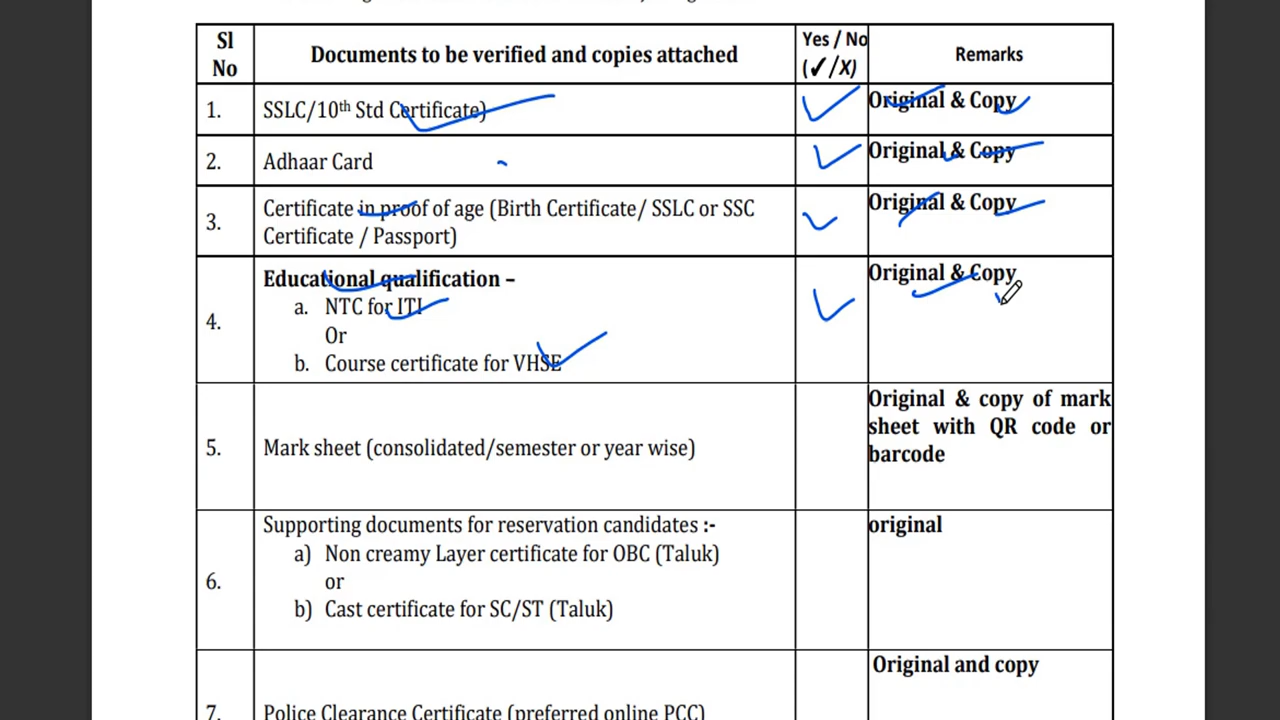 Sl
No
Documents to be verified and copies attached
Yes / No
(✓/X)
Remarks
1.
SSLC/10th Std Certificate)
Original & Copy
2.
Adhaar Card
Original & Copy
3.
Certificate in proof of age (Birth Certificate/ SSLC or SSC
Certificate / Passport)
Original & Copy
4.
Educational qualification –
a. NTC for ITI
Or
b. Course certificate for VHSE
Original & Copy
5.
Mark sheet (consolidated/semester or year wise)
Original & copy of mark
sheet with QR code or
barcode
6.
Supporting documents for reservation candidates :-
a) Non creamy Layer certificate for OBC (Taluk)
or
b) Cast certificate for SC/ST (Taluk)
original
7.
Police Clearance Certificate (preferred online PCC)
Original and copy